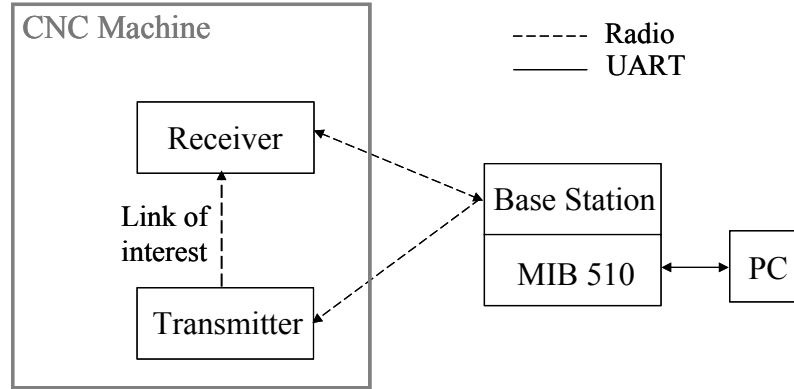 CNC Machine
Radio
UART
Receiver
Link of
interest
Transmitter
Base Station
MIB 510
PC